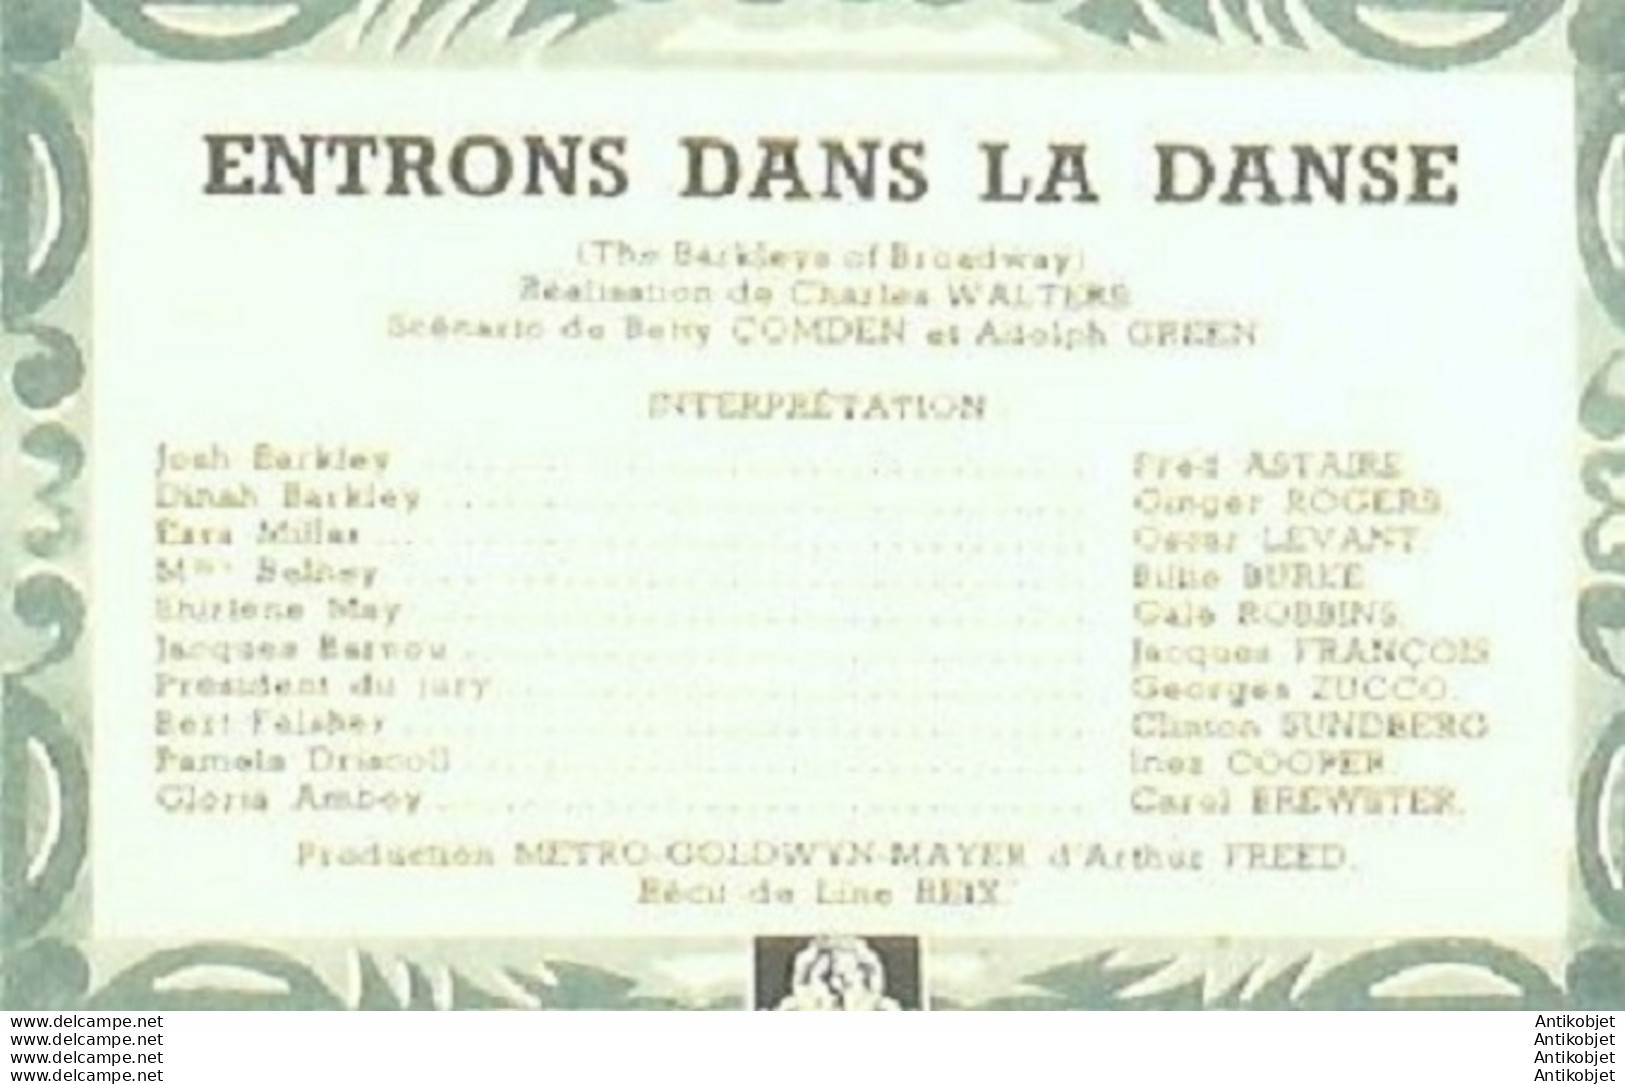 ENTRONS DANS LA DANSE
(The Barkleys of Broadway)
Réalisation de Charles WALTERS
Scénario de Betty COMDEN et Adolph GREEN
INTERPRÉTATION
Josh Barkley ........ Fred ASTAIRE
Dinah Barkley ........ Ginger ROGERS.
Ezra Millar ........ Oscar LEVANT.
Mme Belney ........ Billie BURKE
Shirlene May ........ Gale ROBBINS.
Jacques Barnou ........ Jacques FRANÇOIS
Président du jury ........ Georges ZUCCO.
Bert Felsher ........ Clinton SUNDBERG
Pamela Driscoll ........ Inez COOPER.
Gloria Amboy ........ Carol BREWSTER.
Production METRO-GOLDWYN-MAYER d'Arthur FREED.
Récit de Line REIX.
www.delcampe.net Antikobjet
www.delcampe.net Antikobjet
www.delcampe.net Antikobjet
www.delcampe.net Antikobjet